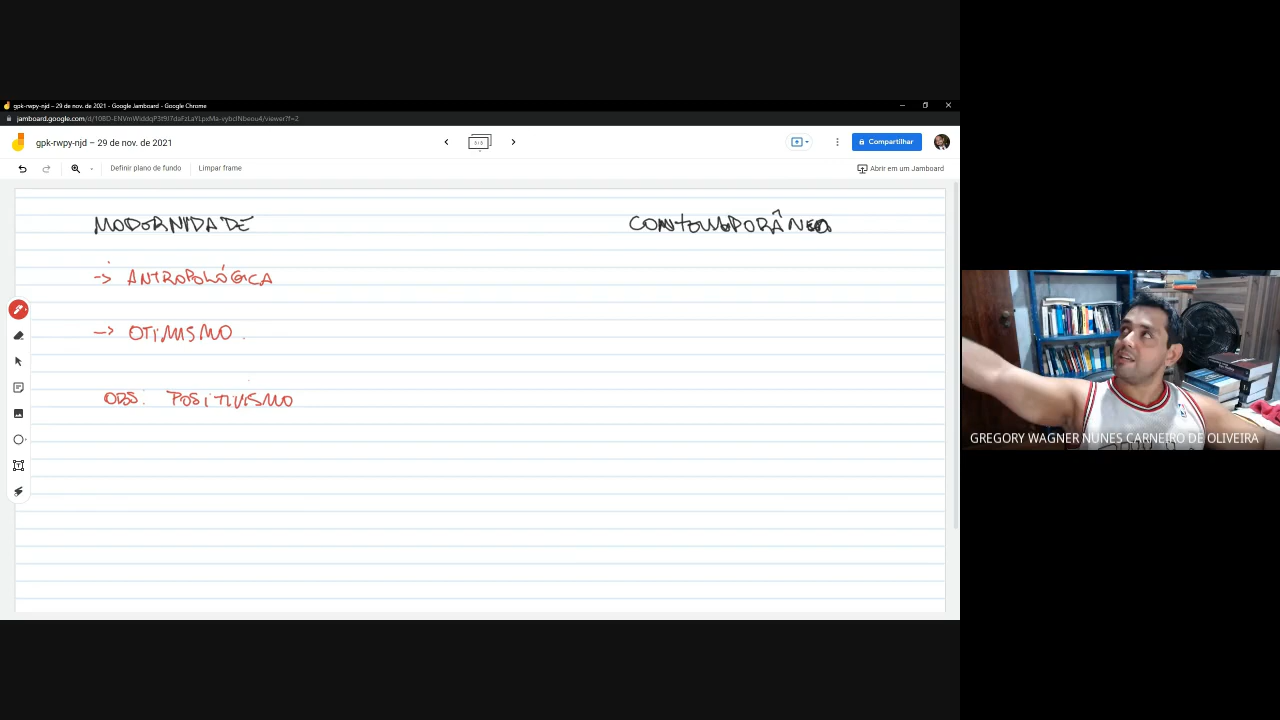 gpk-rwpy-njd – 29 de nov. de 2021 - Google Jamboard - Google Chrome
gpk-rwpy-njd – 29 de nov. de 2021
Compartilhar
Definir plano de fundo
Limpar frame
Abrir em um Jamboard
MODERNIDADE
CONTEMPORÂNEO
-> ANTROPOLÓGICA
-> OTIMISMO.
OBS: POSITIVISMO
GREGORY WAGNER NUNES CARNEIRO DE OLIVEIRA